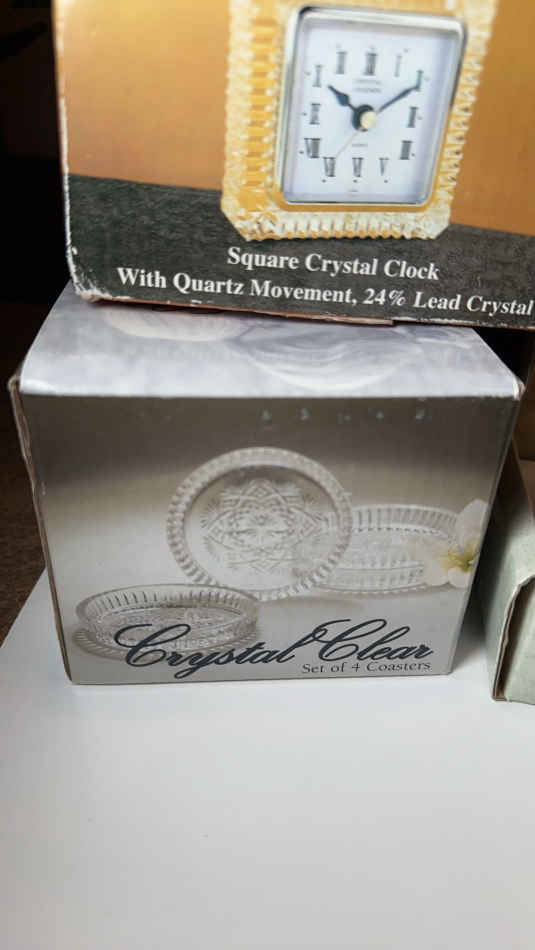 Square Crystal Clock
With Quartz Movement, 24% Lead Crystal
Crystal Clear
Set of 4 Coasters